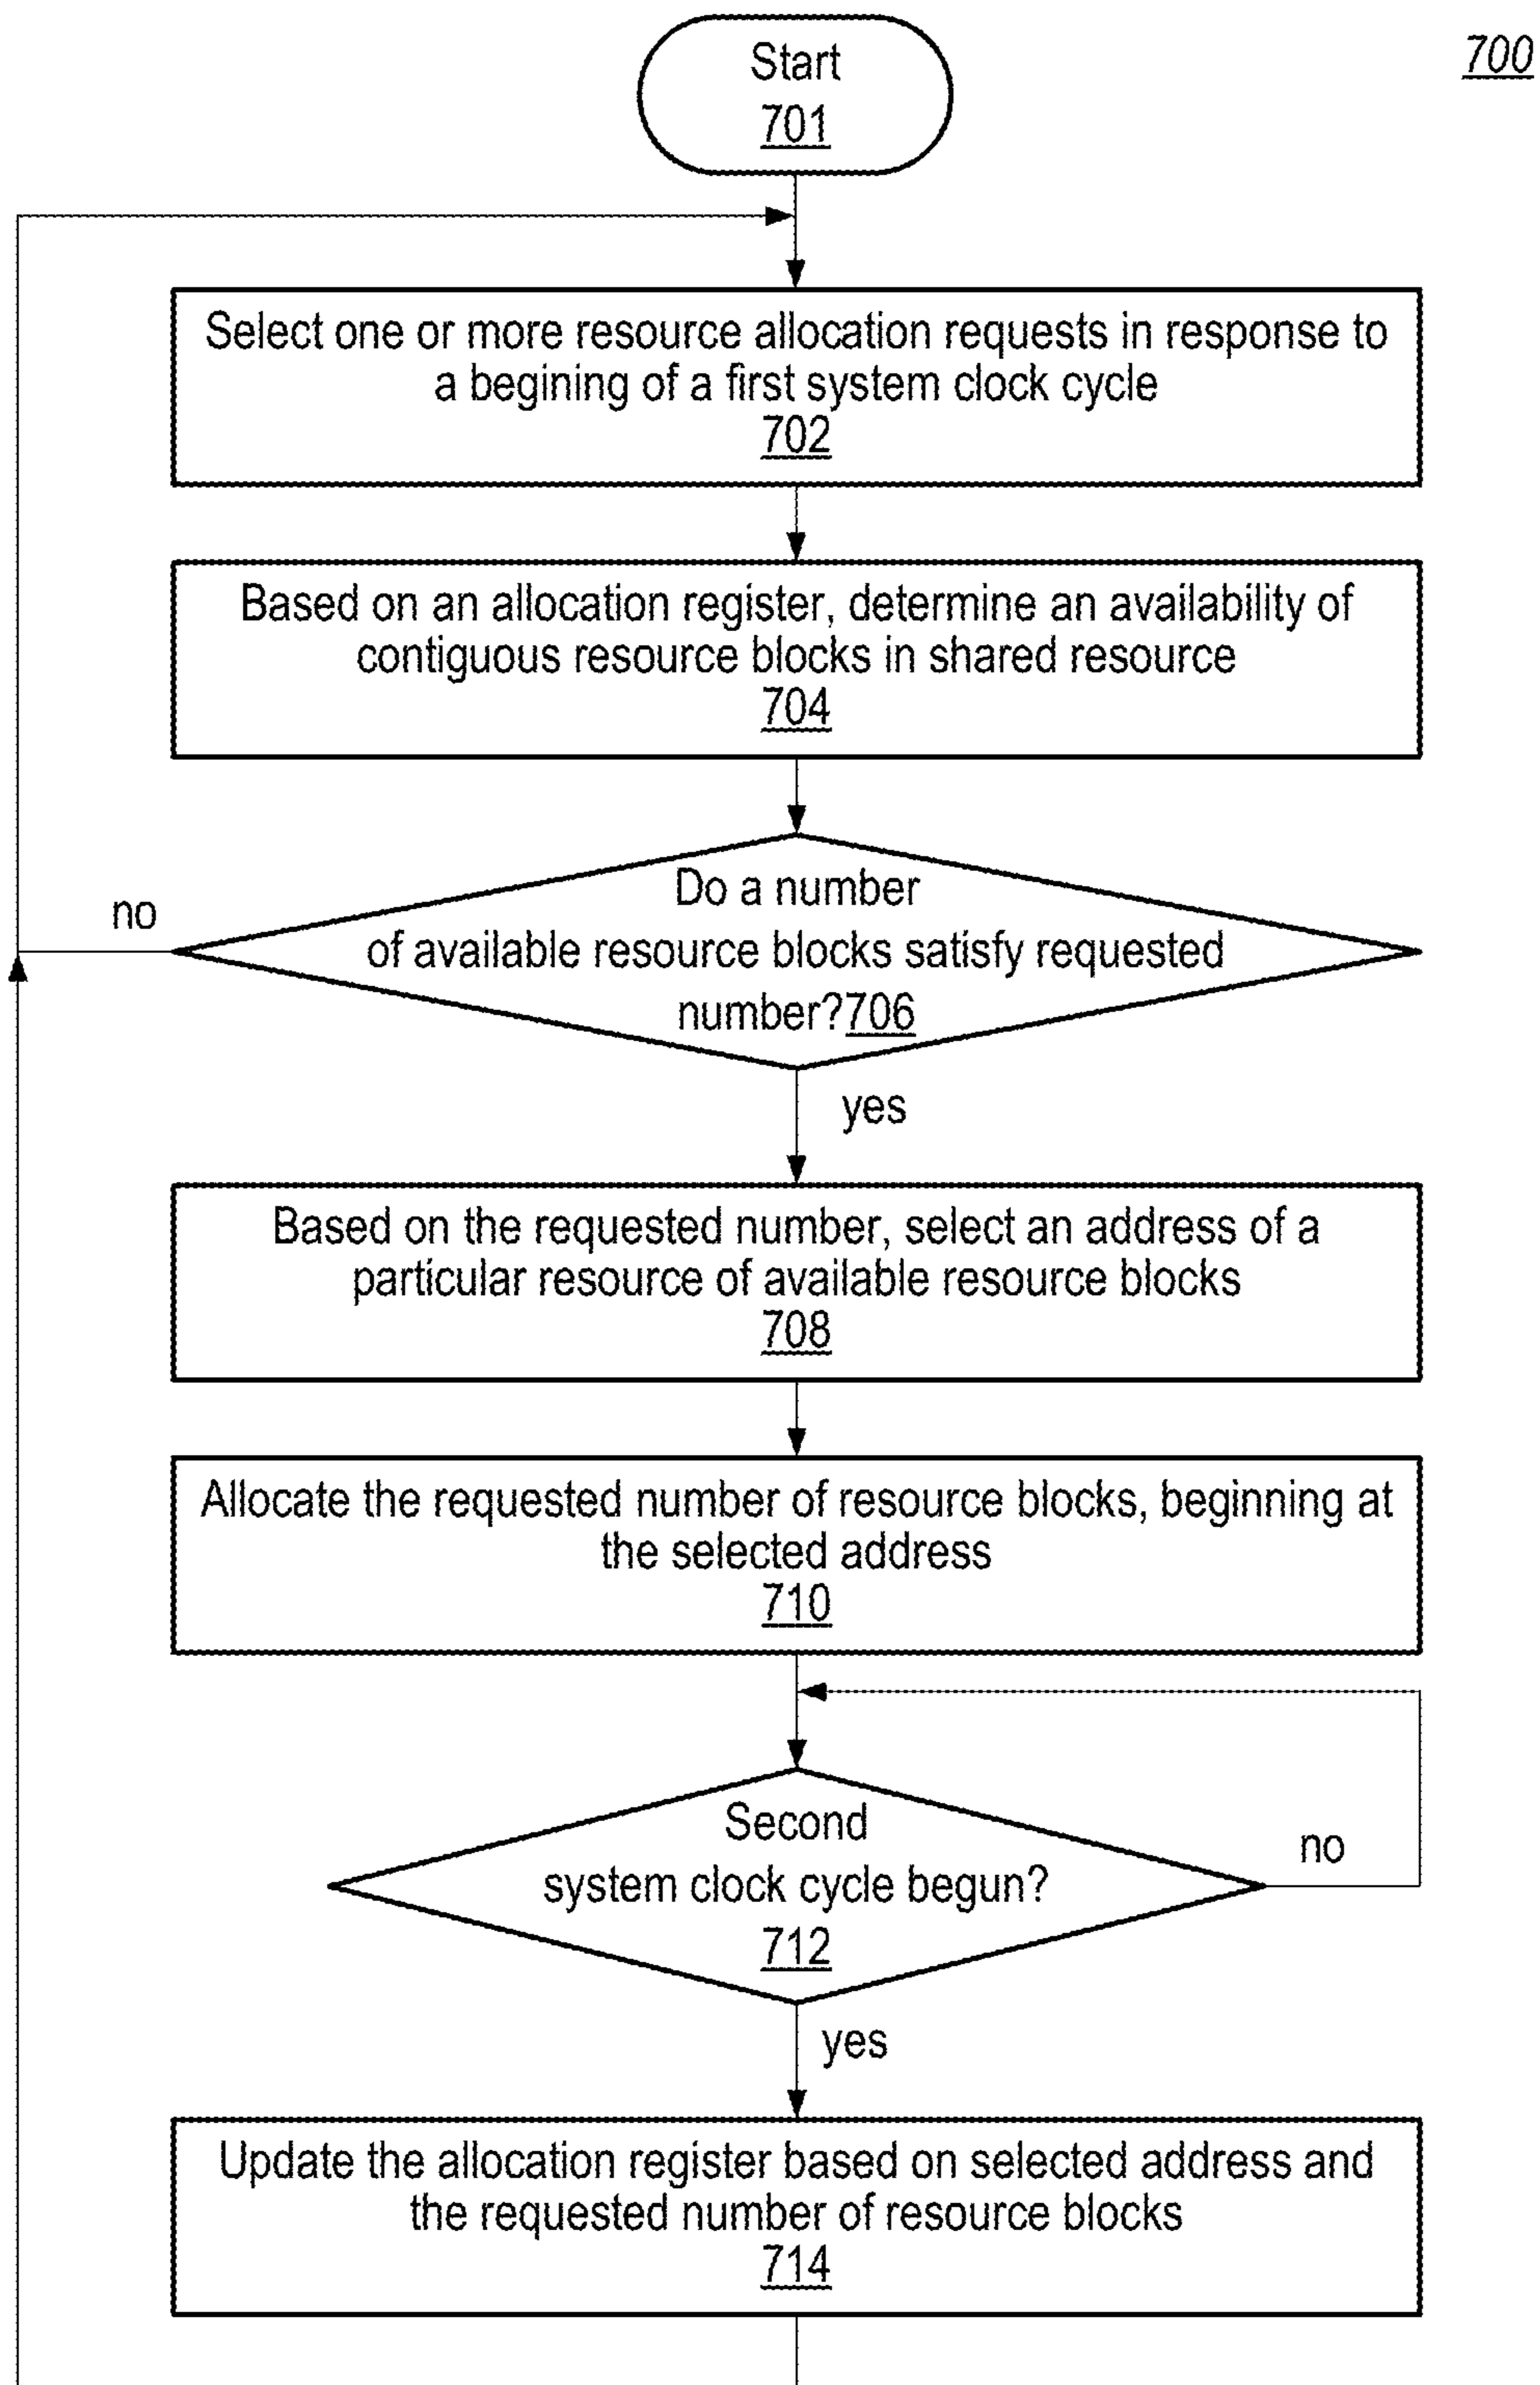 700
Start
701
Select one or more resource allocation requests in response to
a begining of a first system clock cycle
702
Based on an allocation register, determine an availability of
contiguous resource blocks in shared resource
704
Do a number
of available resource blocks satisfy requested
number?706
no
yes
Based on the requested number, select an address of a
particular resource of available resource blocks
708
Allocate the requested number of resource blocks, beginning at
the selected address
710
Second
system clock cycle begun?
712
no
yes
Update the allocation register based on selected address and
the requested number of resource blocks
714